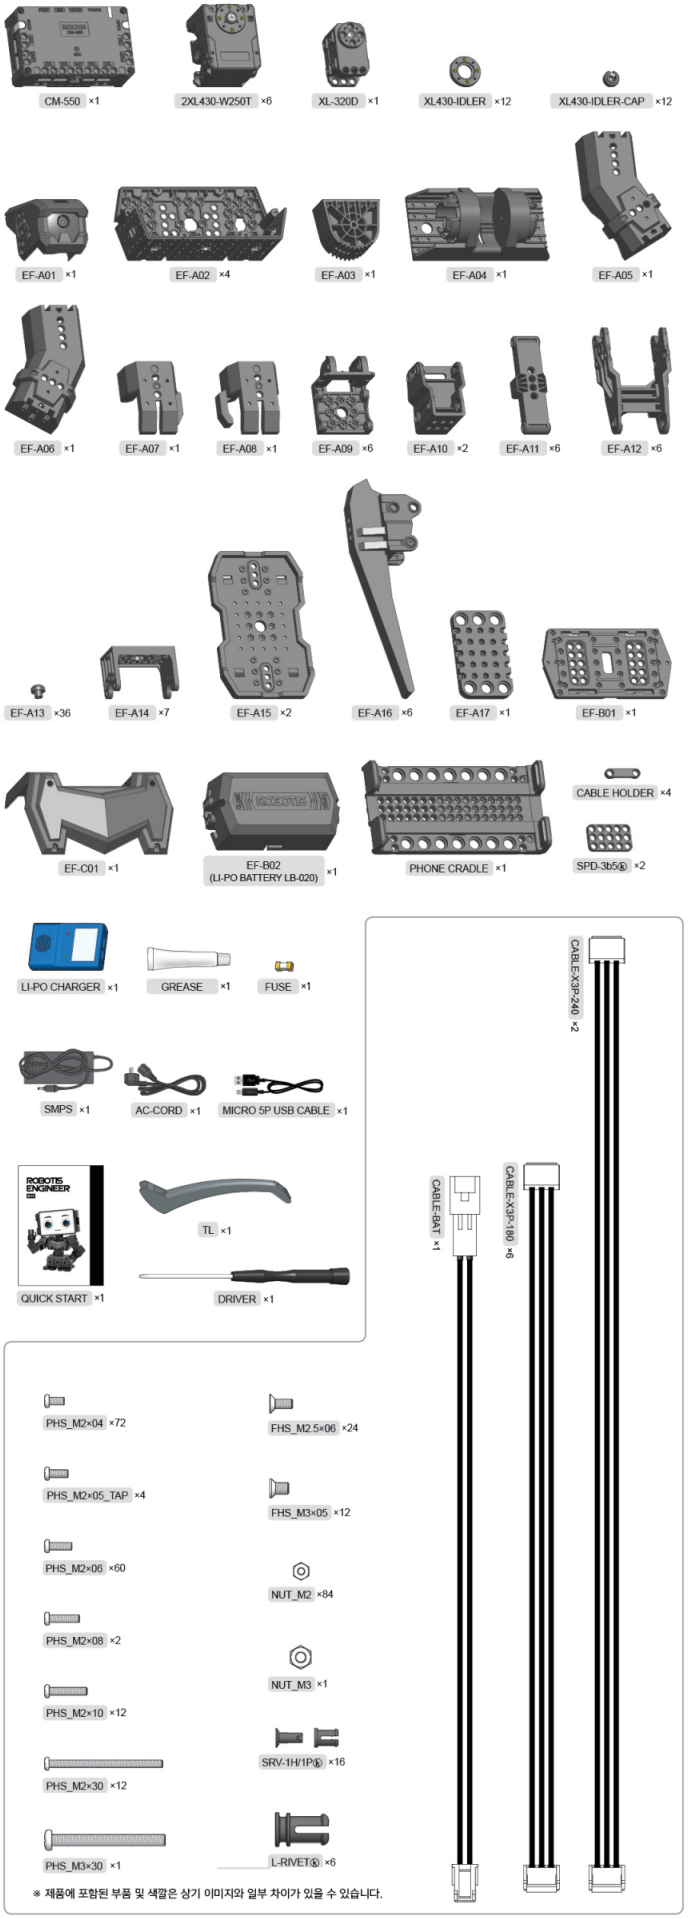 CM-550 ×1
2XL430-W250T ×6
XL-320D ×1
XL430-IDLER ×12
XL430-IDLER-CAP ×12
EF-A01 ×1
EF-A02 ×4
EF-A03 ×1
EF-A04 ×1
EF-A05 ×1
EF-A06 ×1
EF-A07 ×1
EF-A08 ×1
EF-A09 ×6
EF-A10 ×2
EF-A11 ×6
EF-A12 ×6
EF-A13 ×36
EF-A14 ×7
EF-A15 ×2
EF-A16 ×6
EF-A17 ×1
EF-B01 ×1
EF-C01 ×1
ROBOTIS
EF-B02
(LI-PO BATTERY LB-020) ×1
PHONE CRADLE ×1
CABLE HOLDER ×4
SPD-3b5ⓚ ×2
LI-PO CHARGER ×1
GREASE ×1
FUSE ×1
SMPS ×1
AC-CORD ×1
MICRO 5P USB CABLE ×1
ROBOTIS
ENGINEER
QUICK START ×1
TL ×1
DRIVER ×1
CABLE-BAT ×1
CABLE-X3P-180 ×6
CABLE-X3P-240 ×2
PHS_M2×04 ×72
PHS_M2×05_TAP ×4
PHS_M2×06 ×60
PHS_M2×08 ×2
PHS_M2×10 ×12
PHS_M2×30 ×12
PHS_M3×30 ×1
FHS_M2.5×06 ×24
FHS_M3×05 ×12
NUT_M2 ×84
NUT_M3 ×1
SRV-1H/1Pⓚ ×16
L-RIVETⓚ ×6
※ 제품에 포함된 부품 및 색깔은 상기 이미지와 일부 차이가 있을 수 있습니다.